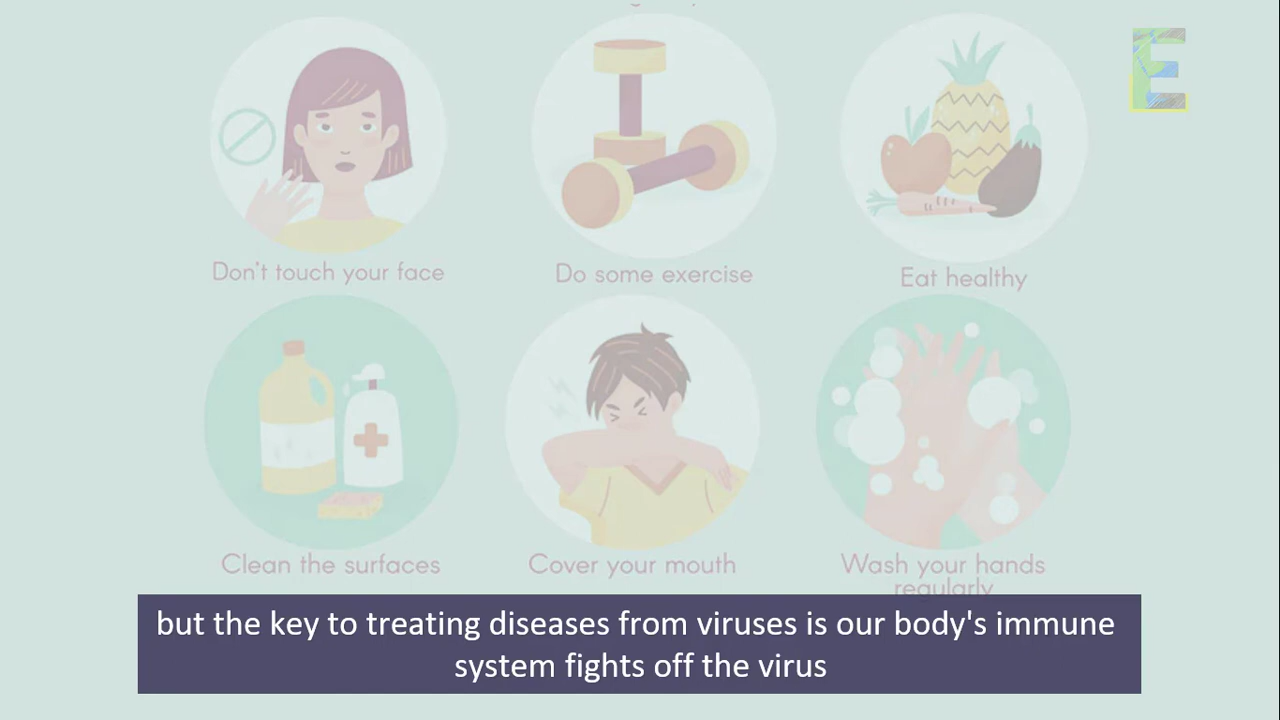 E
Don't touch your face
Do some exercise
Eat healthy
Clean the surfaces
Cover your mouth
Wash your hands
regularly
but the key to treating diseases from viruses is our body's immune
system fights off the virus